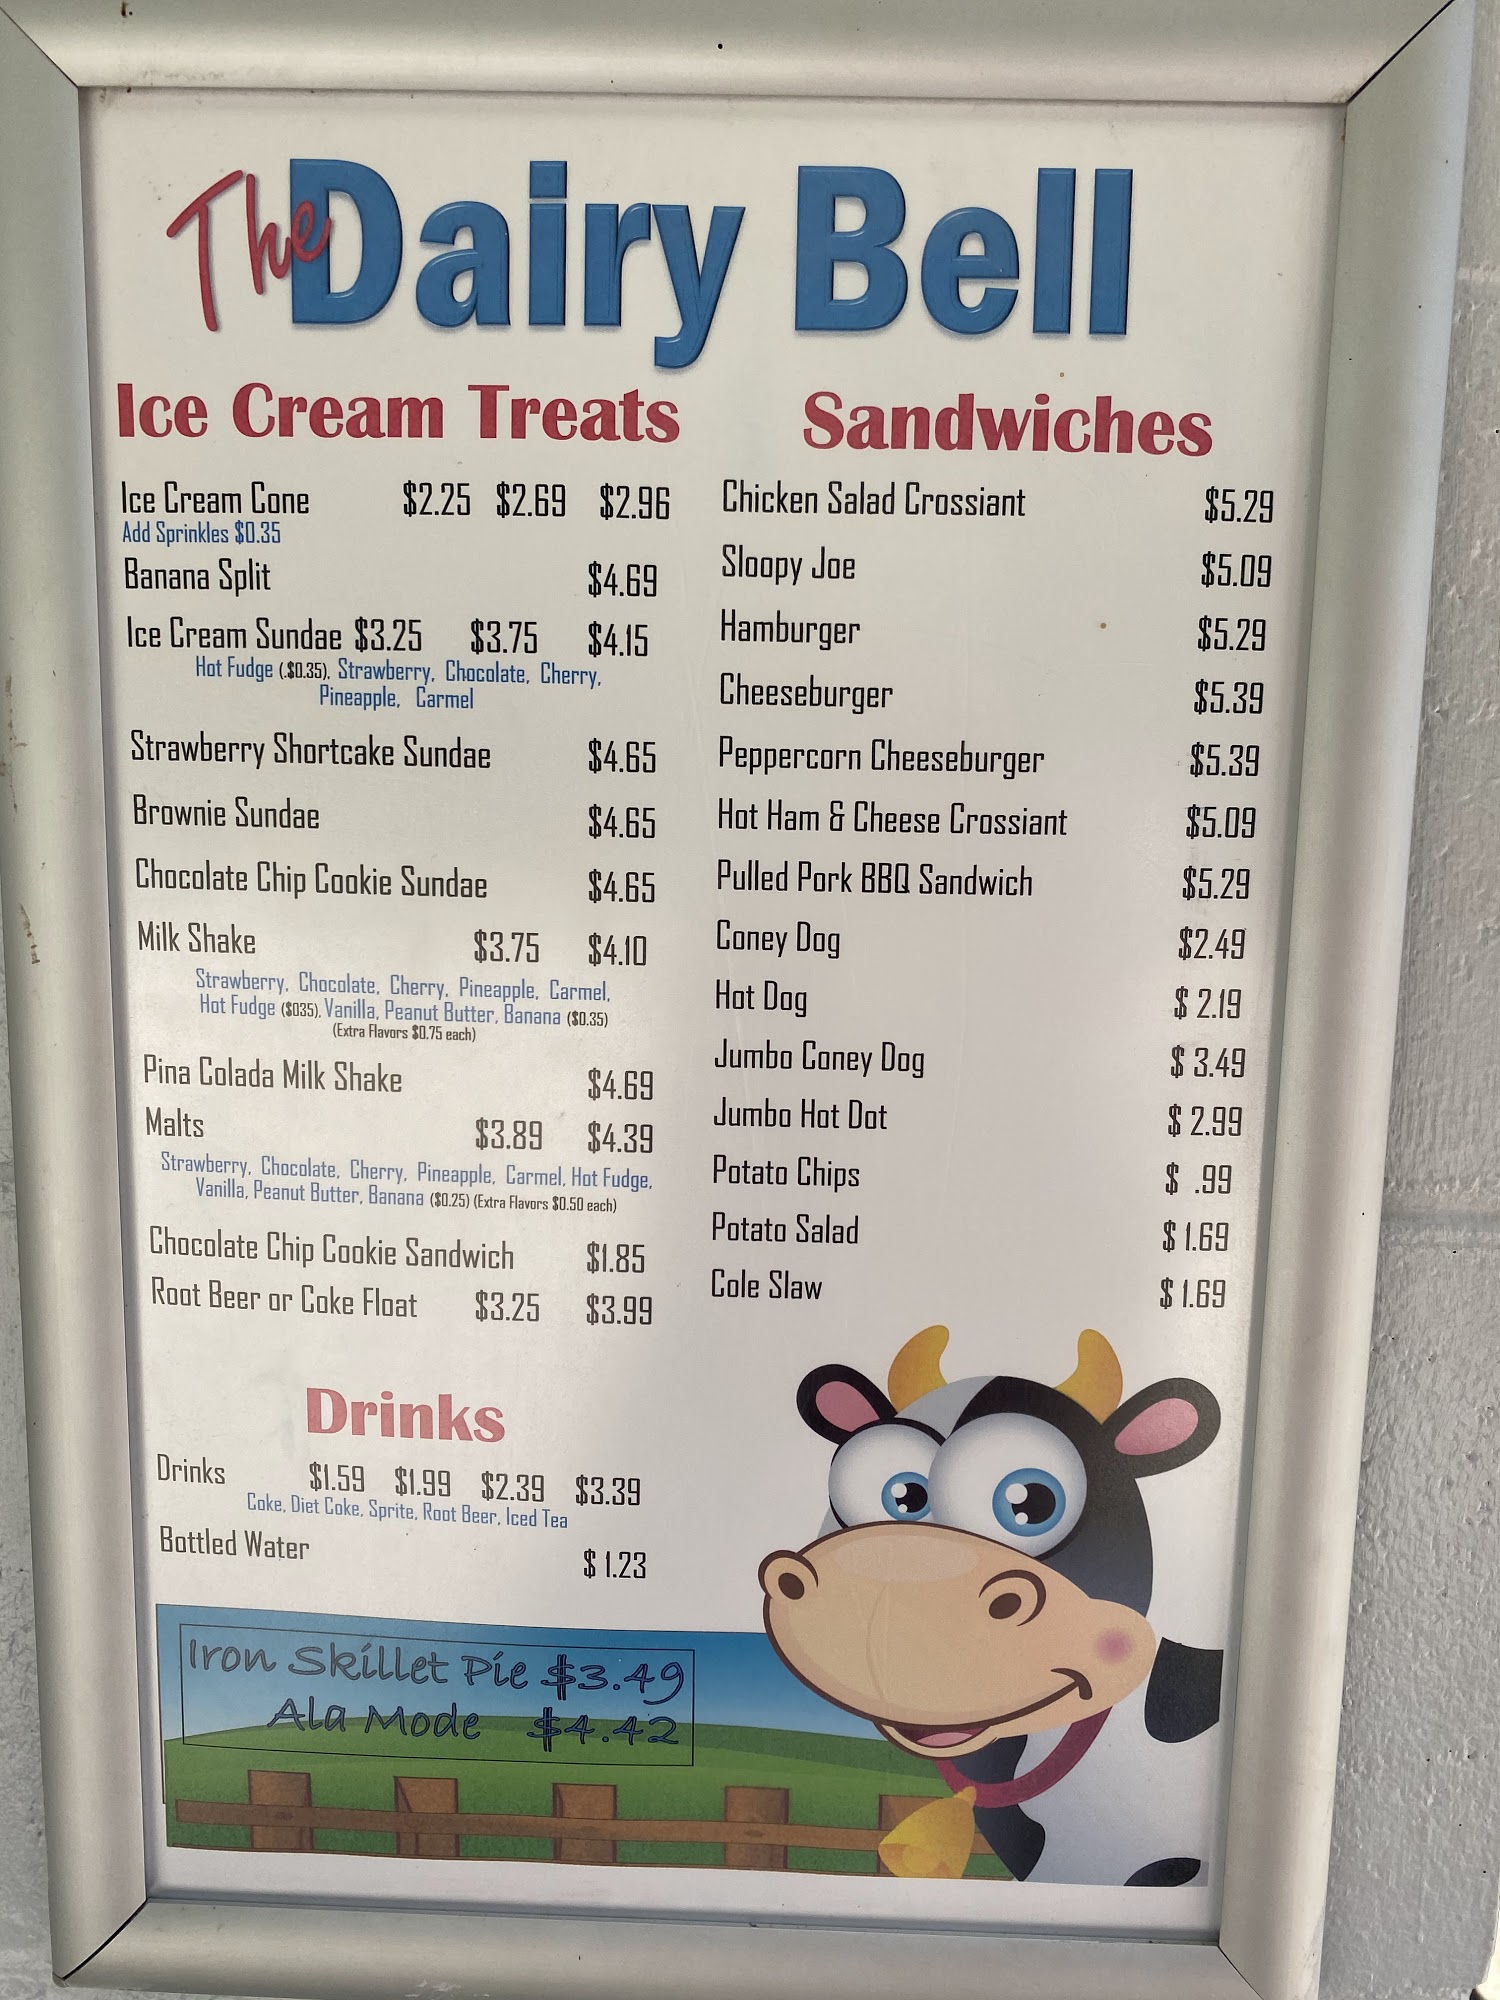 The Dairy Bell
Ice Cream Treats
Ice Cream Cone $2.25 $2.69 $2.96
Add Sprinkles $0.35
Banana Split $4.69
Ice Cream Sundae $3.25 $3.75 $4.15
Hot Fudge (.$0.35), Strawberry, Chocolate, Cherry,
Pineapple, Carmel
Strawberry Shortcake Sundae $4.65
Brownie Sundae $4.65
Chocolate Chip Cookie Sundae $4.65
Milk Shake $3.75 $4.10
Strawberry, Chocolate, Cherry, Pineapple, Carmel,
Hot Fudge ($035), Vanilla, Peanut Butter, Banana ($0.35)
(Extra Flavors $0.75 each)
Pina Colada Milk Shake $4.69
Malts $3.89 $4.39
Strawberry, Chocolate, Cherry, Pineapple, Carmel, Hot Fudge,
Vanilla, Peanut Butter, Banana ($0.25) (Extra Flavors $0.50 each)
Chocolate Chip Cookie Sandwich $1.85
Root Beer or Coke Float $3.25 $3.99
Drinks
Drinks $1.59 $1.99 $2.39 $3.39
Coke, Diet Coke, Sprite, Root Beer, Iced Tea
Bottled Water $ 1.23
Iron Skillet Pie $3.49
Ala Mode $4.42
Sandwiches
Chicken Salad Crossiant $5.29
Sloopy Joe $5.09
Hamburger $5.29
Cheeseburger $5.39
Peppercorn Cheeseburger $5.39
Hot Ham & Cheese Crossiant $5.09
Pulled Pork BBQ Sandwich $5.29
Coney Dog $2.49
Hot Dog $ 2.19
Jumbo Coney Dog $ 3.49
Jumbo Hot Dot $ 2.99
Potato Chips $ .99
Potato Salad $ 1.69
Cole Slaw $ 1.69